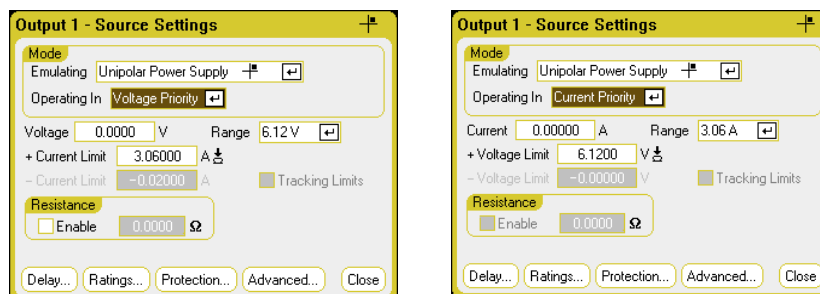 Output 1 - Source Settings
Mode
Emulating Unipolar Power Supply
Operating In Voltage Priority
Voltage 0.0000 V Range 6.12 V
+ Current Limit 3.06000 A
- Current Limit -0.02000 A Tracking Limits
Resistance
Enable 0.0000 Ω
Delay... Ratings... Protection... Advanced... Close
Output 1 - Source Settings
Mode
Emulating Unipolar Power Supply
Operating In Current Priority
Current 0.00000 A Range 3.06 A
+ Voltage Limit 6.1200 V
- Voltage Limit -0.00000 V Tracking Limits
Resistance
Enable 0.0000 Ω
Delay... Ratings... Protection... Advanced... Close